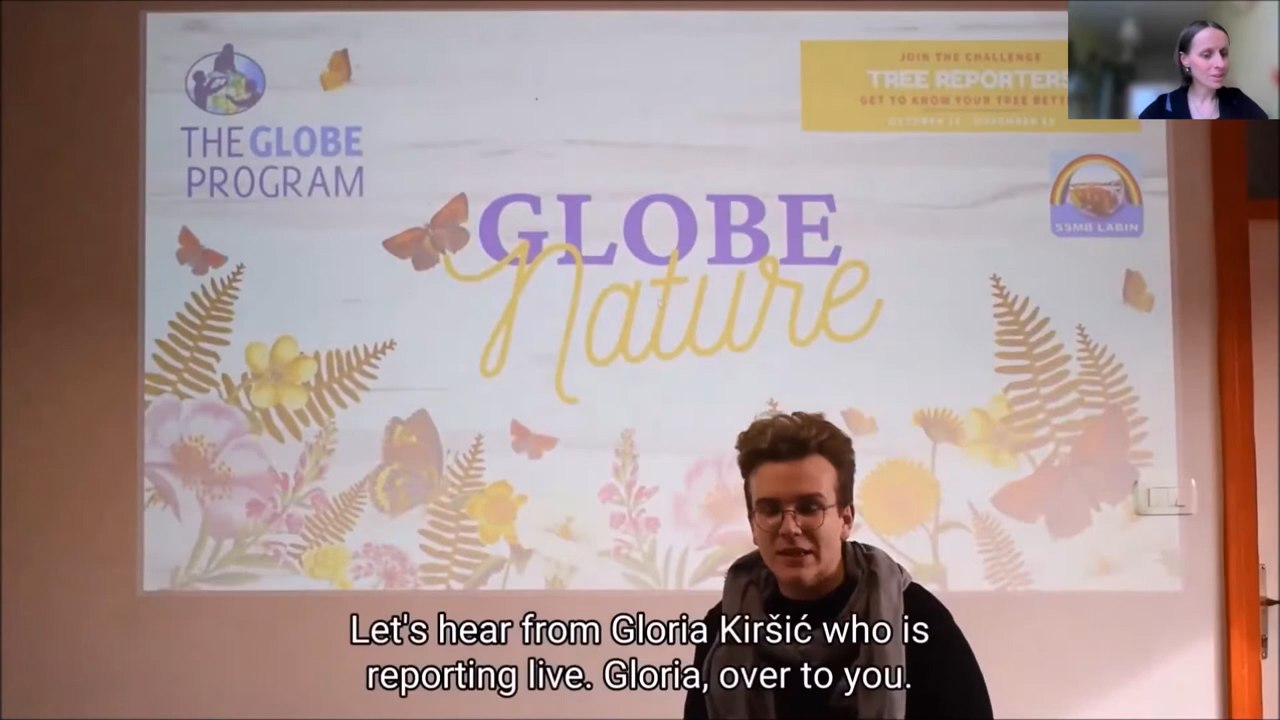 THE GLOBE
PROGRAM
JOIN THE CHALLENGE
TREE REPORTERS
GET TO KNOW YOUR TREE
SSMB LABIN
GLOBE
Nature
Let's hear from Gloria Kiršić who is
reporting live. Gloria, over to you.